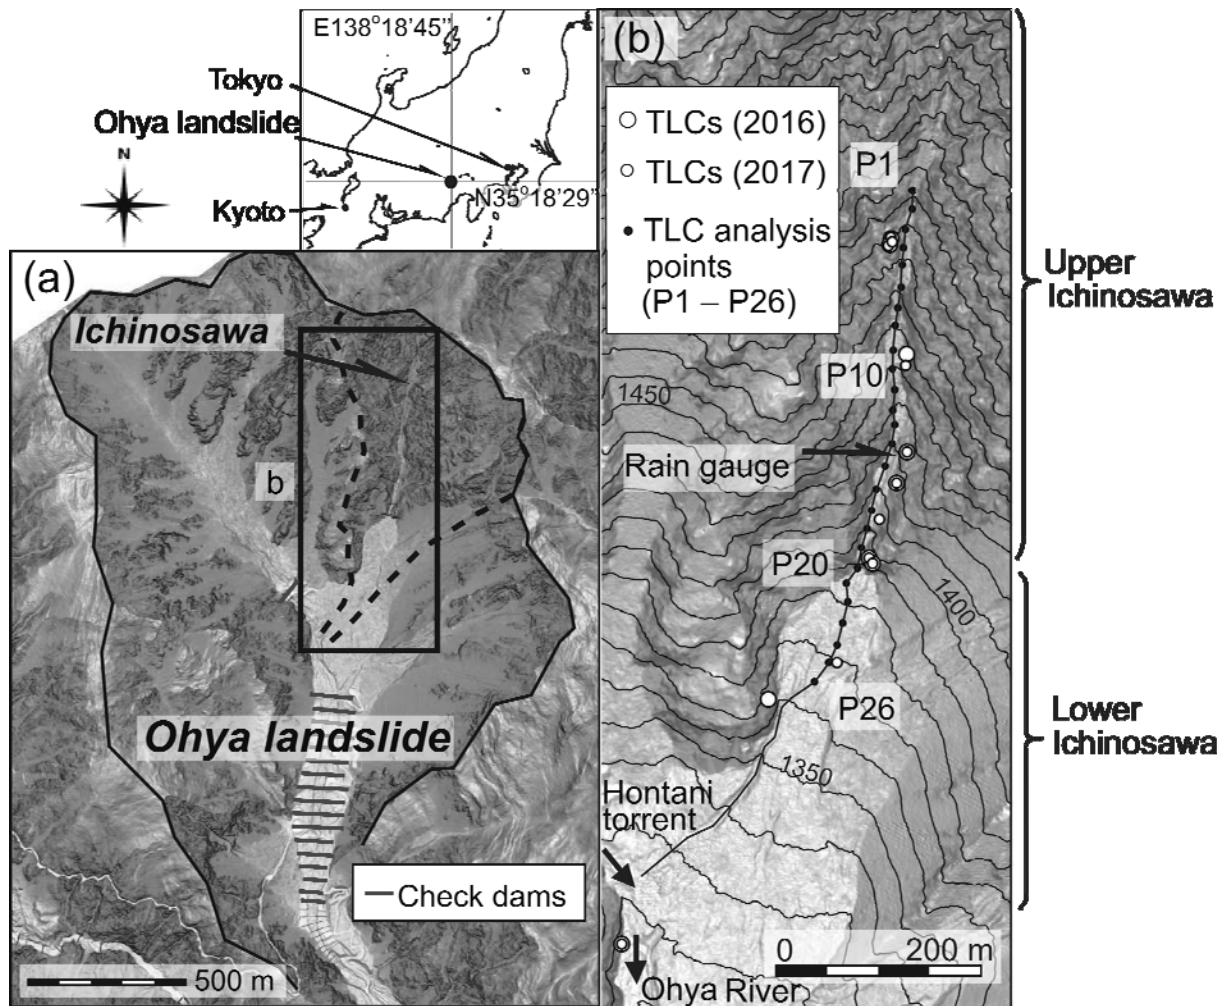 E138°18'45"
Tokyo
Ohya landslide
N
N35°18'29"
Kyoto
(a)
Ichinosawa
b
Ohya landslide
Check dams
500 m
(b)
TLCs (2016)
TLCs (2017)
TLC analysis
points
(P1 – P26)
P1
P10
1450
Rain gauge
P20
1400
P26
1350
Hontani
torrent
0 200 m
Ohya River
Upper
Ichinosawa
Lower
Ichinosawa